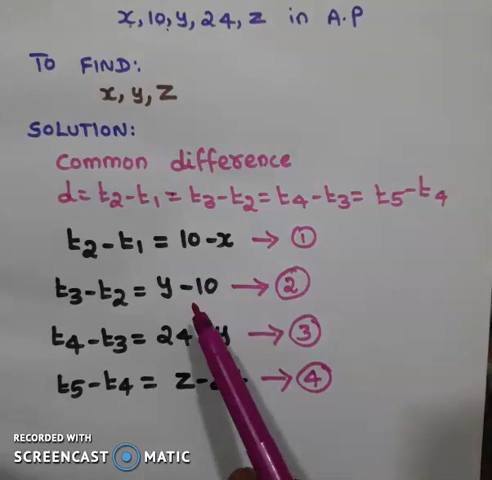 x, 10, y, 24, z in A.P
TO FIND:
x, y, z
SOLUTION:
Common difference
d = t2 - t1 = t3 - t2 = t4 - t3 = t5 - t4
t2 - t1 = 10 - x → ①
t3 - t2 = y - 10 → ②
t4 - t3 = 24 y → ③
t5 - t4 = z - → ④
RECORDED WITH
SCREENCAST MATIC